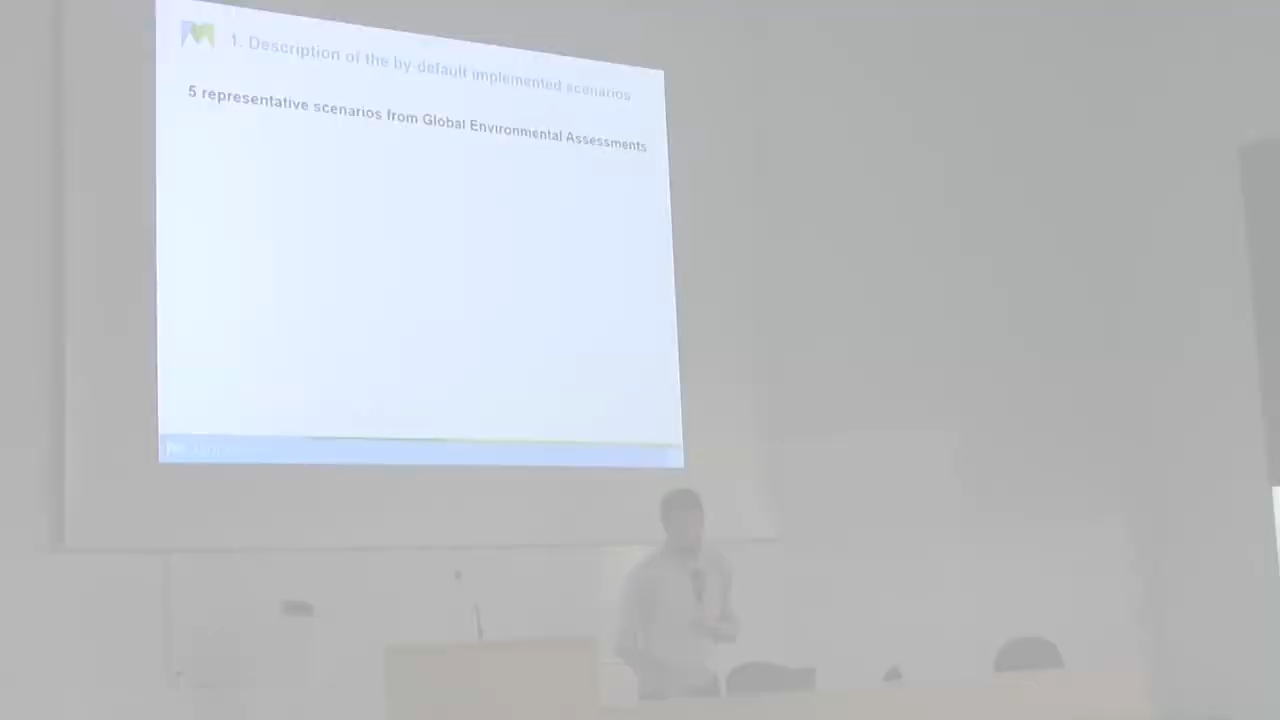 1. Description of the by-default implemented scenarios
5 representative scenarios from Global Environmental Assessments